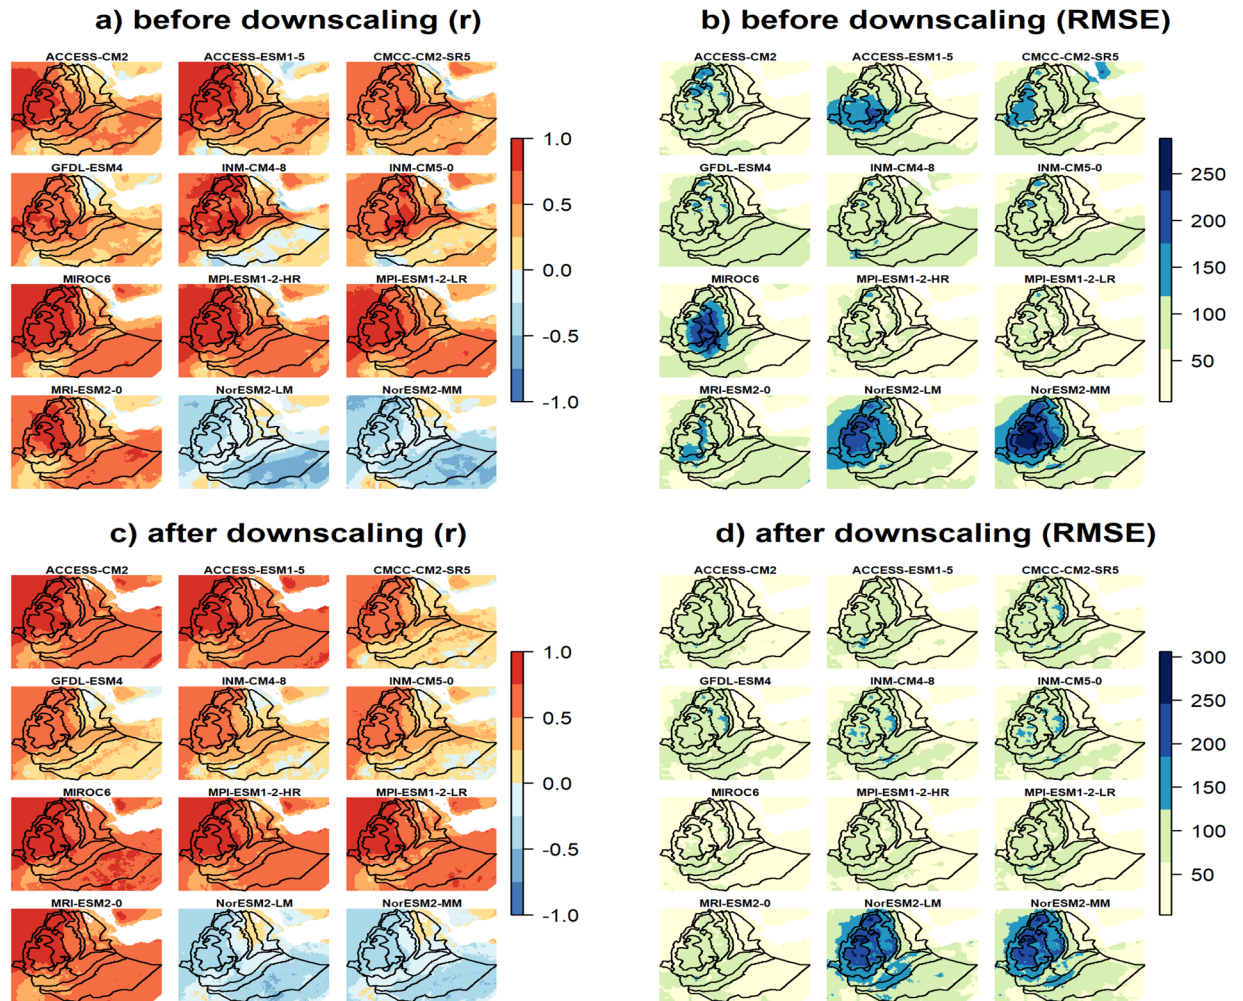 a) before downscaling (r)
ACCESS-CM2 ACCESS-ESM1-5 CMCC-CM2-SR5
GFDL-ESM4 INM-CM4-8 INM-CM5-0
MIROC6 MPI-ESM1-2-HR MPI-ESM1-2-LR
MRI-ESM2-0 NorESM2-LM NorESM2-MM
1.0
0.5
0.0
-0.5
-1.0
b) before downscaling (RMSE)
ACCESS-CM2 ACCESS-ESM1-5 CMCC-CM2-SR5
GFDL-ESM4 INM-CM4-8 INM-CM5-0
MIROC6 MPI-ESM1-2-HR MPI-ESM1-2-LR
MRI-ESM2-0 NorESM2-LM NorESM2-MM
250
200
150
100
50
c) after downscaling (r)
ACCESS-CM2 ACCESS-ESM1-5 CMCC-CM2-SR5
GFDL-ESM4 INM-CM4-8 INM-CM5-0
MIROC6 MPI-ESM1-2-HR MPI-ESM1-2-LR
MRI-ESM2-0 NorESM2-LM NorESM2-MM
1.0
0.5
0.0
-0.5
-1.0
d) after downscaling (RMSE)
ACCESS-CM2 ACCESS-ESM1-5 CMCC-CM2-SR5
GFDL-ESM4 INM-CM4-8 INM-CM5-0
MIROC6 MPI-ESM1-2-HR MPI-ESM1-2-LR
MRI-ESM2-0 NorESM2-LM NorESM2-MM
300
250
200
150
100
50